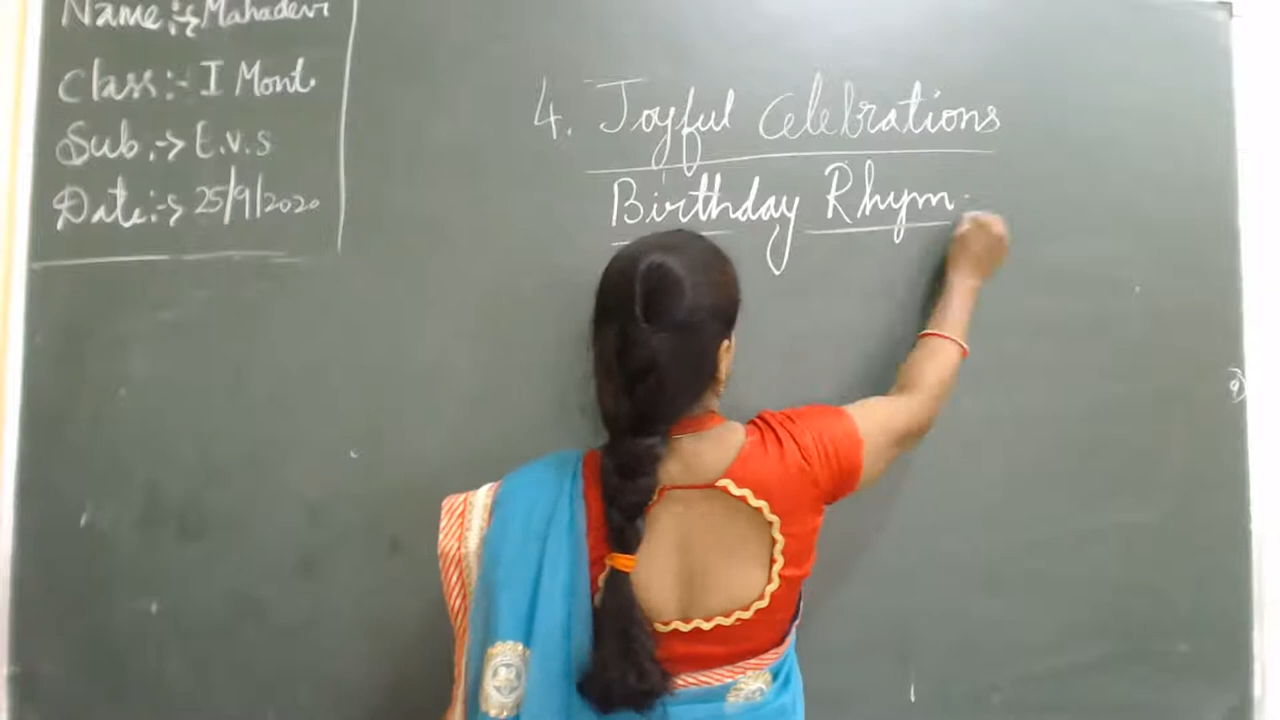 Name:-> Mahadevi
Class:- I Mont.
Sub:-> E.v.s
Date:-> 25/9/2020
4. Joyful Celebrations
Birthday Rhym